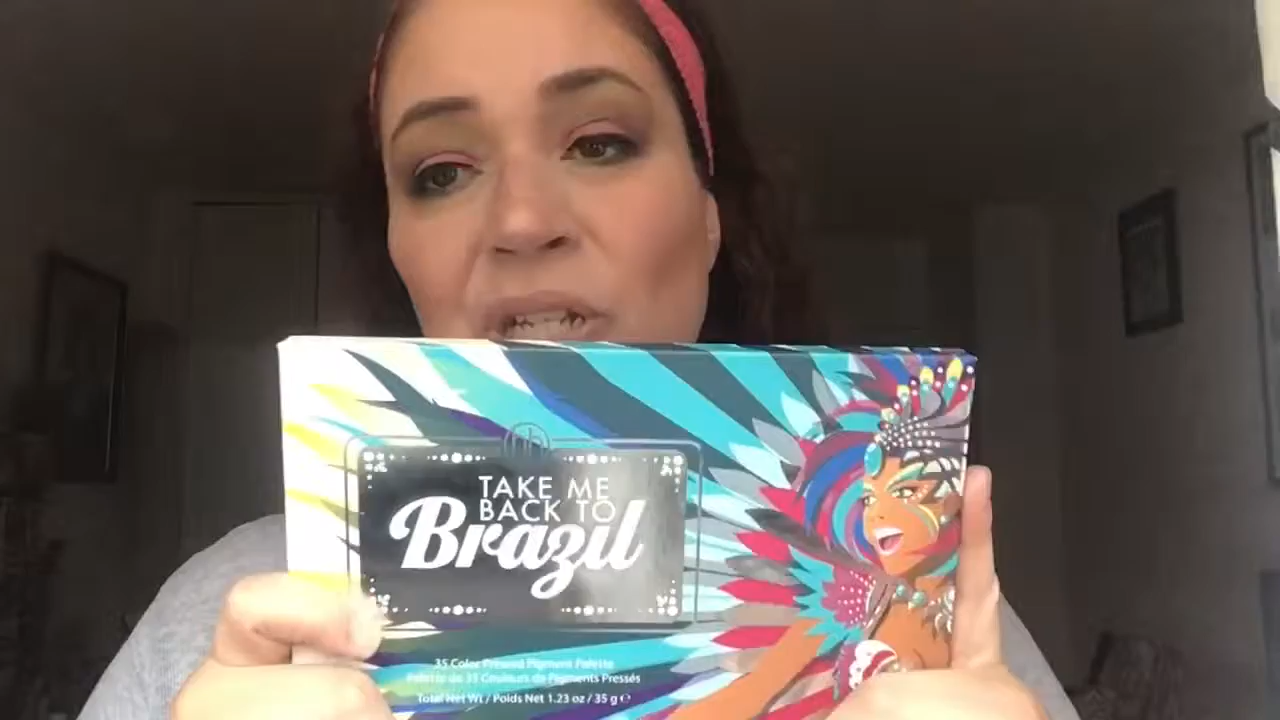 bh
TAKE ME
BACK TO
Brazil
35 Color Pressed Pigment Palette
Palette de 35 Couleurs de Pigments Pressés
Total Net Wt / Poids Net 1.23 oz / 35 g ℮